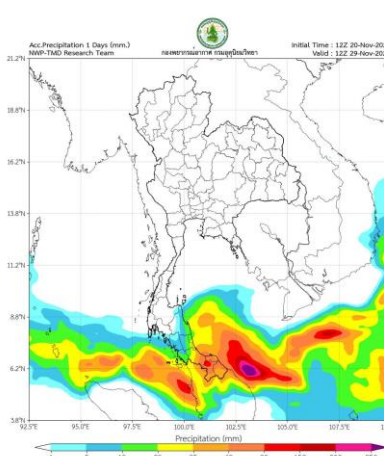 Acc.Precipitation 1 Days (mm.)
NWP-TMD Research Team
กองพยากรณ์อากาศ กรมอุตุนิยมวิทยา
Initial Time : 12Z 20-Nov-202
Valid : 12Z 29-Nov-202
21.2°N
18.8°N
16.2°N
13.8°N
11.2°N
8.8°N
6.2°N
3.8°N
92.5°E 95.0°E 97.5°E 100.0°E 102.5°E 105.0°E 107.5°E
Precipitation (mm)